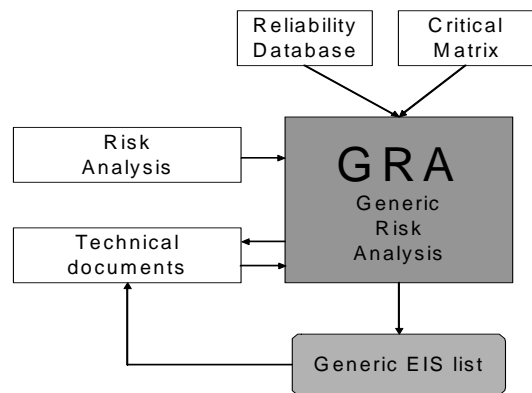 Reliability
Database
Critical
Matrix
Risk
Analysis
GRA
Generic
Risk
Analysis
Technical
documents
Generic EIS list